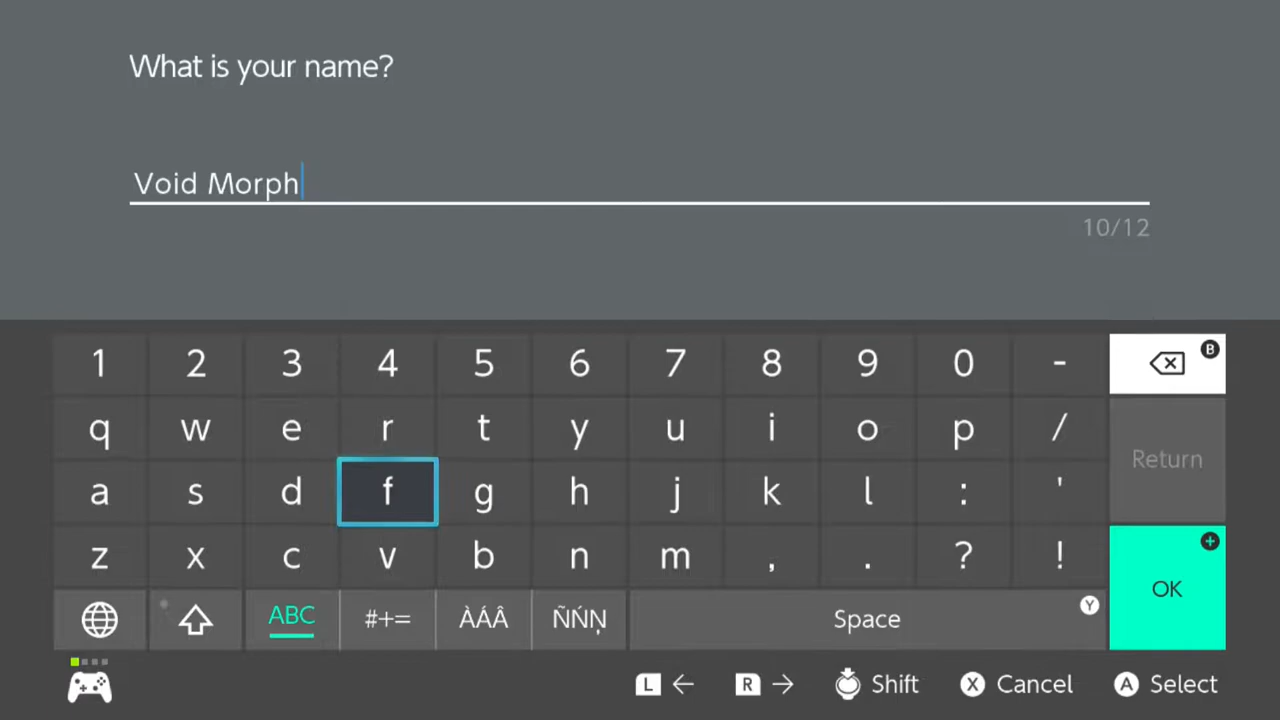 What is your name?
Void Morph
10/12
1 2 3 4 5 6 7 8 9 0 - B
q w e r t y u i o p / Return
a s d f g h j k l : '
z x c v b n m , . ? ! OK +
ABC #+= ÀÁÂ ÑŃŅ Space Y
L ← R → Shift X Cancel A Select